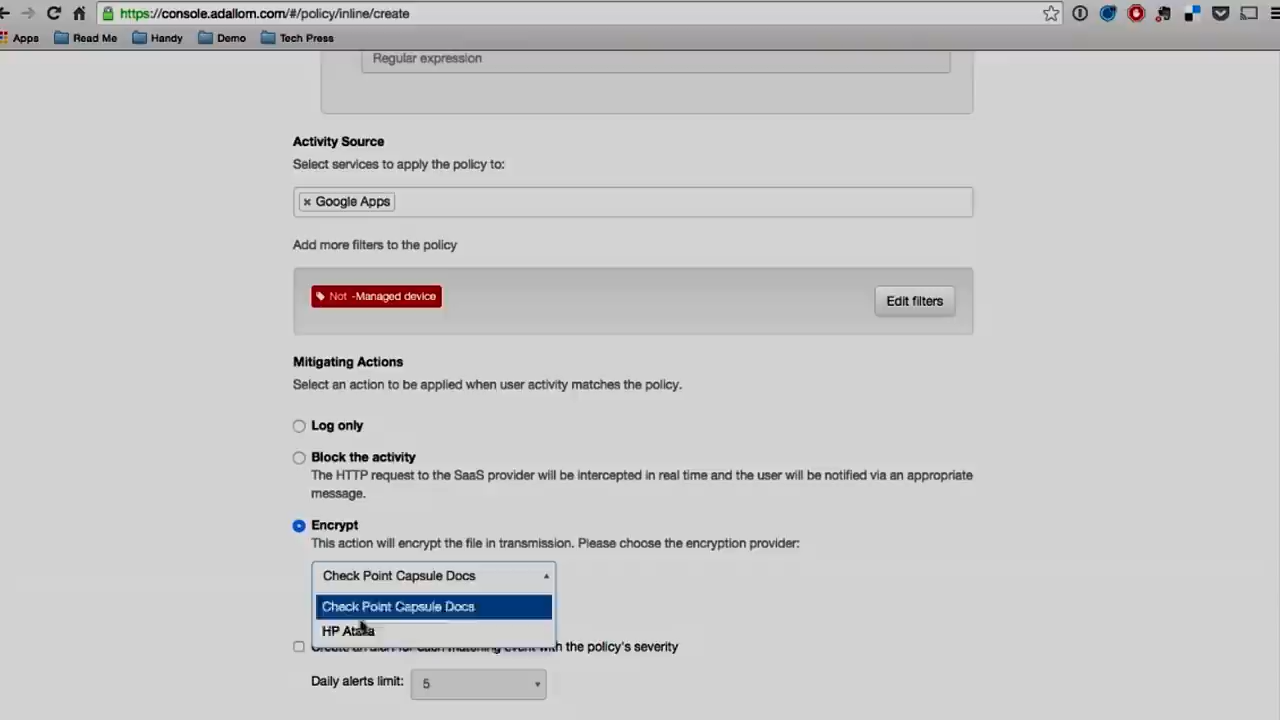 https://console.adallom.com/#/policy/inline/create
Apps Read Me Handy Demo Tech Press
Regular expression
Activity Source
Select services to apply the policy to:
× Google Apps
Add more filters to the policy
Not -Managed device
Edit filters
Mitigating Actions
Select an action to be applied when user activity matches the policy.
Log only
Block the activity
The HTTP request to the SaaS provider will be intercepted in real time and the user will be notified via an appropriate
message.
Encrypt
This action will encrypt the file in transmission. Please choose the encryption provider:
Check Point Capsule Docs
Check Point Capsule Docs
HP Atalla
Create an alert for each matching event with the policy's severity
Daily alerts limit: 5